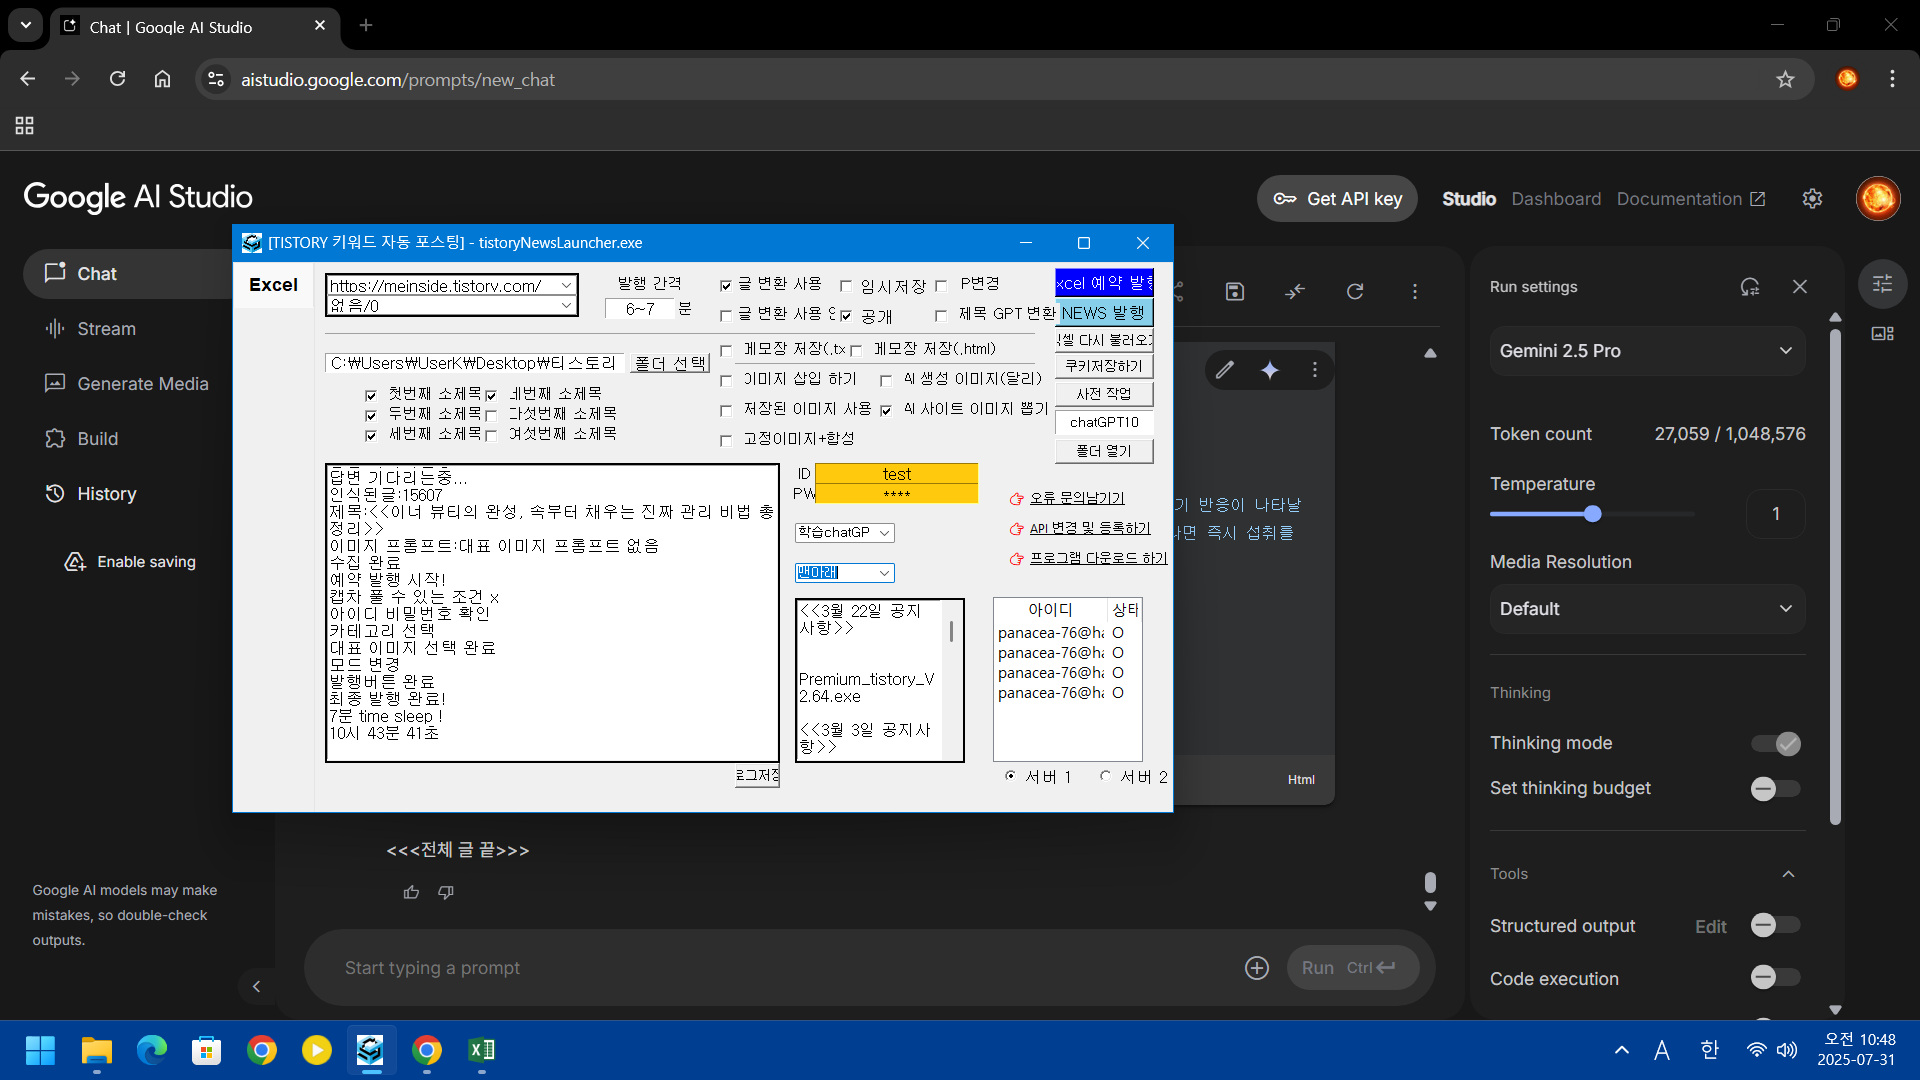 Chat | Google AI Studio
aistudio.google.com/prompts/new_chat
Google AI Studio
Get API key
Studio
Dashboard
Documentation
Chat
Stream
Generate Media
Build
History
Enable saving
Google AI models may make
mistakes, so double-check
outputs.
[TISTORY 키워드 자동 포스팅] - tistoryNewsLauncher.exe
Excel
https://meinside.tistory.com/
없음/0
발행 간격
6~7 분
글 변환 사용
임시저장
P변경
글 변환 사용
공개
제목 GPT 변환
메모장 저장(.tx
메모장 저장(.html)
C:₩Users₩UserK₩Desktop₩티스토리
폴더 선택
이미지 삽입 하기
AI 생성 이미지(달리)
첫번째 소제목
네번째 소제목
두번째 소제목
다섯번째 소제목
세번째 소제목
여섯번째 소제목
저장된 이미지 사용
AI 사이트 이미지 뽑기
고정이미지+합성
xcel 예약 발행
NEWS 발행
엑셀 다시 불러오기
쿠키저장하기
사전 작업
chatGPT10
폴더 열기
답변 기다리는중...
인식된글:15607
제목:<<이너 뷰티의 완성, 속부터 채우는 진짜 관리 비법 총
정리>>
이미지 프롬프트:대표 이미지 프롬프트 없음
수집 완료
예약 발행 시작!
캡차 풀 수 있는 조건 x
아이디 비밀번호 확인
카테고리 선택
대표 이미지 선택 완료
모드 변경
발행버튼 완료
최종 발행 완료!
7분 time sleep !
10시 43분 41초
로그저장
ID test
PW ****
학습chatGP
맨아래
오류 문의남기기
API 변경 및 등록하기
프로그램 다운로드 하기
<<3월 22일 공지
사항>>
Premium_tistory_V
2.64.exe
<<3월 3일 공지사
항>>
아이디 상태
panacea-76@ha O
panacea-76@ha O
panacea-76@ha O
panacea-76@ha O
서버 1
서버 2
기 반응이 나타날
다면 즉시 섭취를
Html
<<<전체 글 끝>>>
Start typing a prompt
Run Ctrl
Run settings
Gemini 2.5 Pro
Token count
27,059 / 1,048,576
Temperature
1
Media Resolution
Default
Thinking
Thinking mode
Set thinking budget
Tools
Structured output
Edit
Code execution
A
한
오전 10:48
2025-07-31